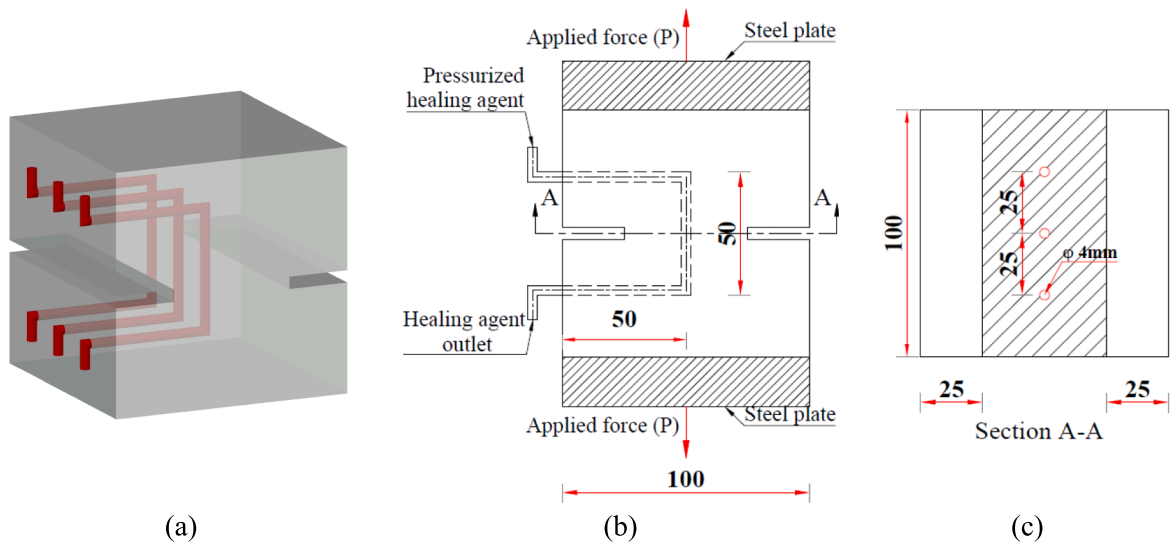 Applied force (P)
Steel plate
Pressurized
healing agent
A
A
50
Healing agent
outlet
50
Applied force (P)
Steel plate
100
100
25
25
φ 4mm
25
25
Section A-A
(a)
(b)
(c)